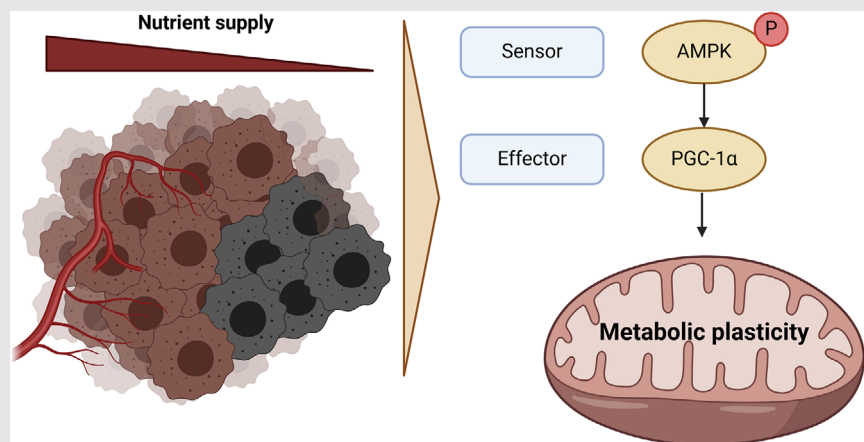 Nutrient supply
Sensor
AMPK
P
Effector
PGC-1α
Metabolic plasticity